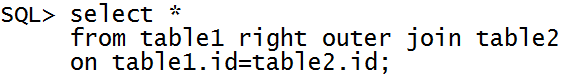 SQL> select *
from table1 right outer join table2
on table1.id=table2.id;